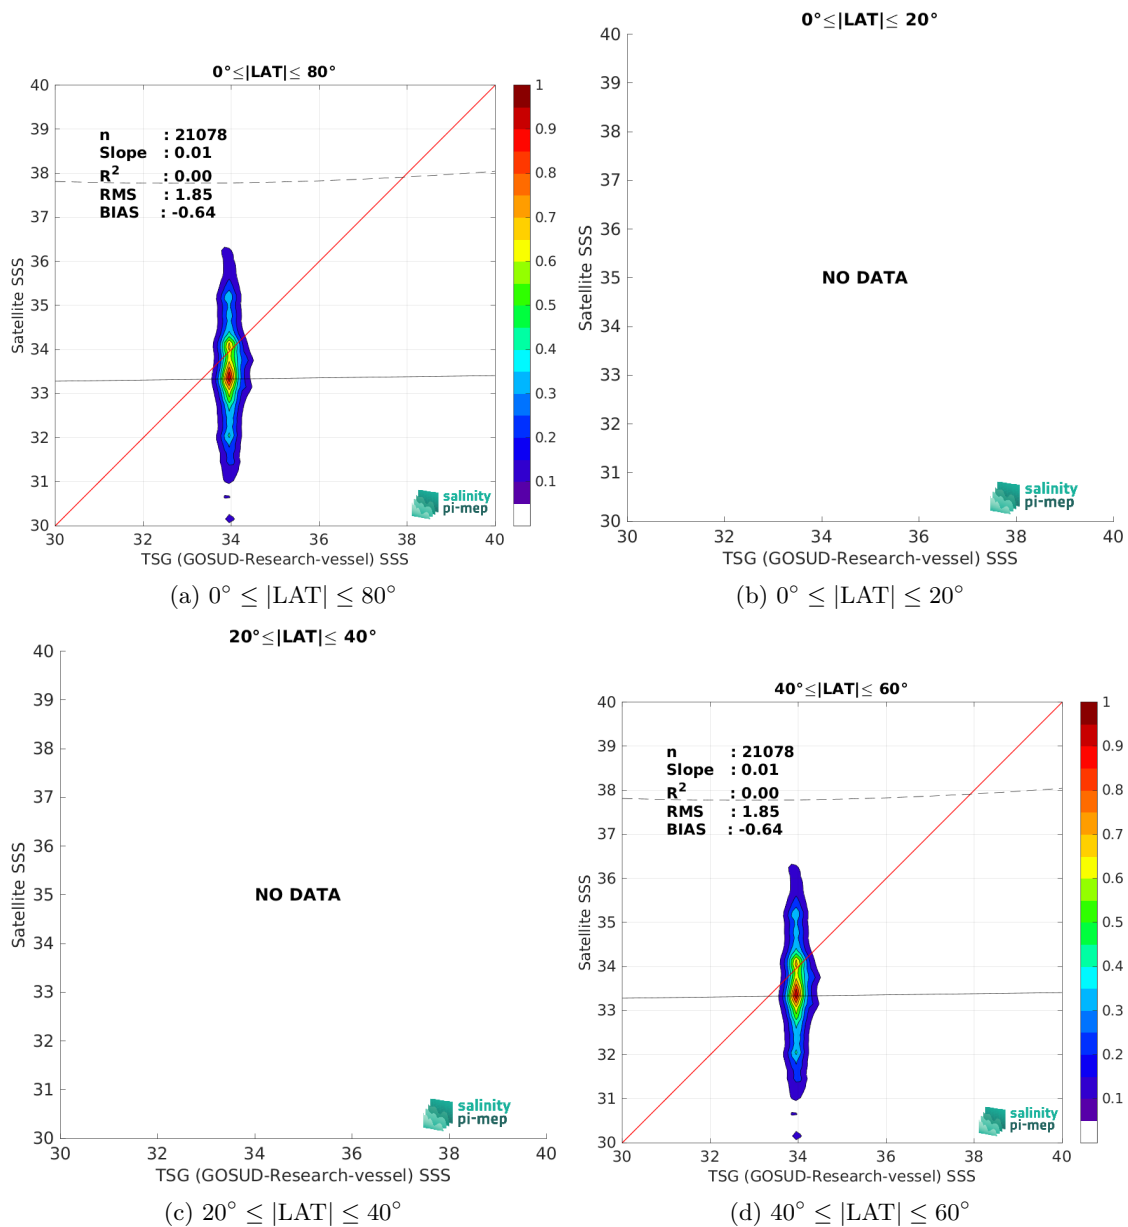 0°≤|LAT|≤ 80°
40
39
38
37
36
35
34
33
32
31
30
Satellite SSS
n : 21078
Slope : 0.01
R² : 0.00
RMS : 1.85
BIAS : -0.64
1
0.9
0.8
0.7
0.6
0.5
0.4
0.3
0.2
0.1
salinity
pi-mep
30 32 34 36 38 40
TSG (GOSUD-Research-vessel) SSS
(a) 0° ≤ |LAT| ≤ 80°
0°≤|LAT|≤ 20°
40
39
38
37
36
35
34
33
32
31
30
Satellite SSS
NO DATA
salinity
pi-mep
30 32 34 36 38 40
TSG (GOSUD-Research-vessel) SSS
(b) 0° ≤ |LAT| ≤ 20°
20°≤|LAT|≤ 40°
40
39
38
37
36
35
34
33
32
31
30
Satellite SSS
NO DATA
salinity
pi-mep
30 32 34 36 38 40
TSG (GOSUD-Research-vessel) SSS
(c) 20° ≤ |LAT| ≤ 40°
40°≤|LAT|≤ 60°
40
39
38
37
36
35
34
33
32
31
30
Satellite SSS
n : 21078
Slope : 0.01
R² : 0.00
RMS : 1.85
BIAS : -0.64
1
0.9
0.8
0.7
0.6
0.5
0.4
0.3
0.2
0.1
salinity
pi-mep
30 32 34 36 38 40
TSG (GOSUD-Research-vessel) SSS
(d) 40° ≤ |LAT| ≤ 60°